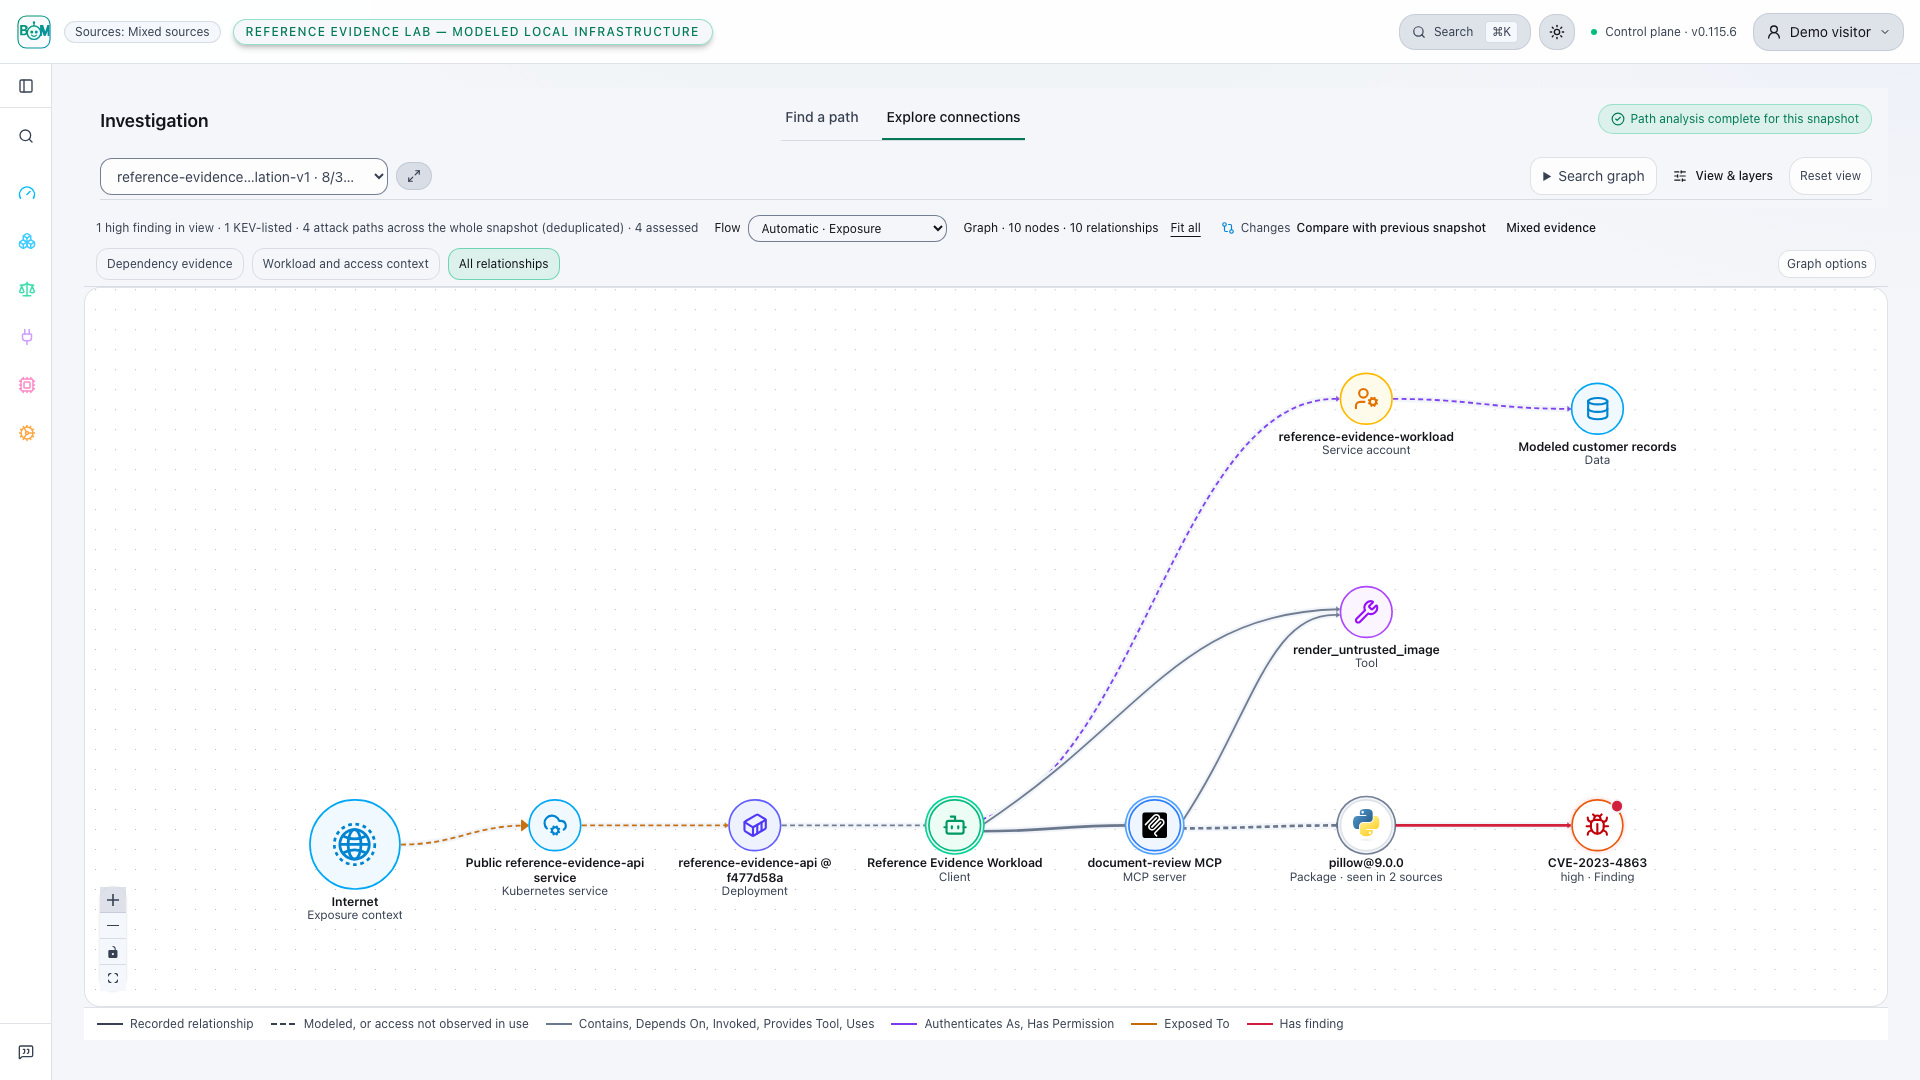 BOM
Sources: Mixed sources
REFERENCE EVIDENCE LAB — MODELED LOCAL INFRASTRUCTURE
Search ⌘K
Control plane · v0.115.6
Demo visitor
Investigation
Find a path
Explore connections
Path analysis complete for this snapshot
reference-evidence...lation-v1 · 8/3...
Search graph
View & layers
Reset view
1 high finding in view · 1 KEV-listed · 4 attack paths across the whole snapshot (deduplicated) · 4 assessed
Flow
Automatic · Exposure
Graph · 10 nodes · 10 relationships
Fit all
Changes
Compare with previous snapshot
Mixed evidence
Dependency evidence
Workload and access context
All relationships
Graph options
reference-evidence-workload
Service account
Modeled customer records
Data
render_untrusted_image
Tool
Internet
Exposure context
Public reference-evidence-api
service
Kubernetes service
reference-evidence-api @
f477d58a
Deployment
Reference Evidence Workload
Client
document-review MCP
MCP server
pillow@9.0.0
Package · seen in 2 sources
CVE-2023-4863
high · Finding
Recorded relationship
Modeled, or access not observed in use
Contains, Depends On, Invoked, Provides Tool, Uses
Authenticates As, Has Permission
Exposed To
Has finding